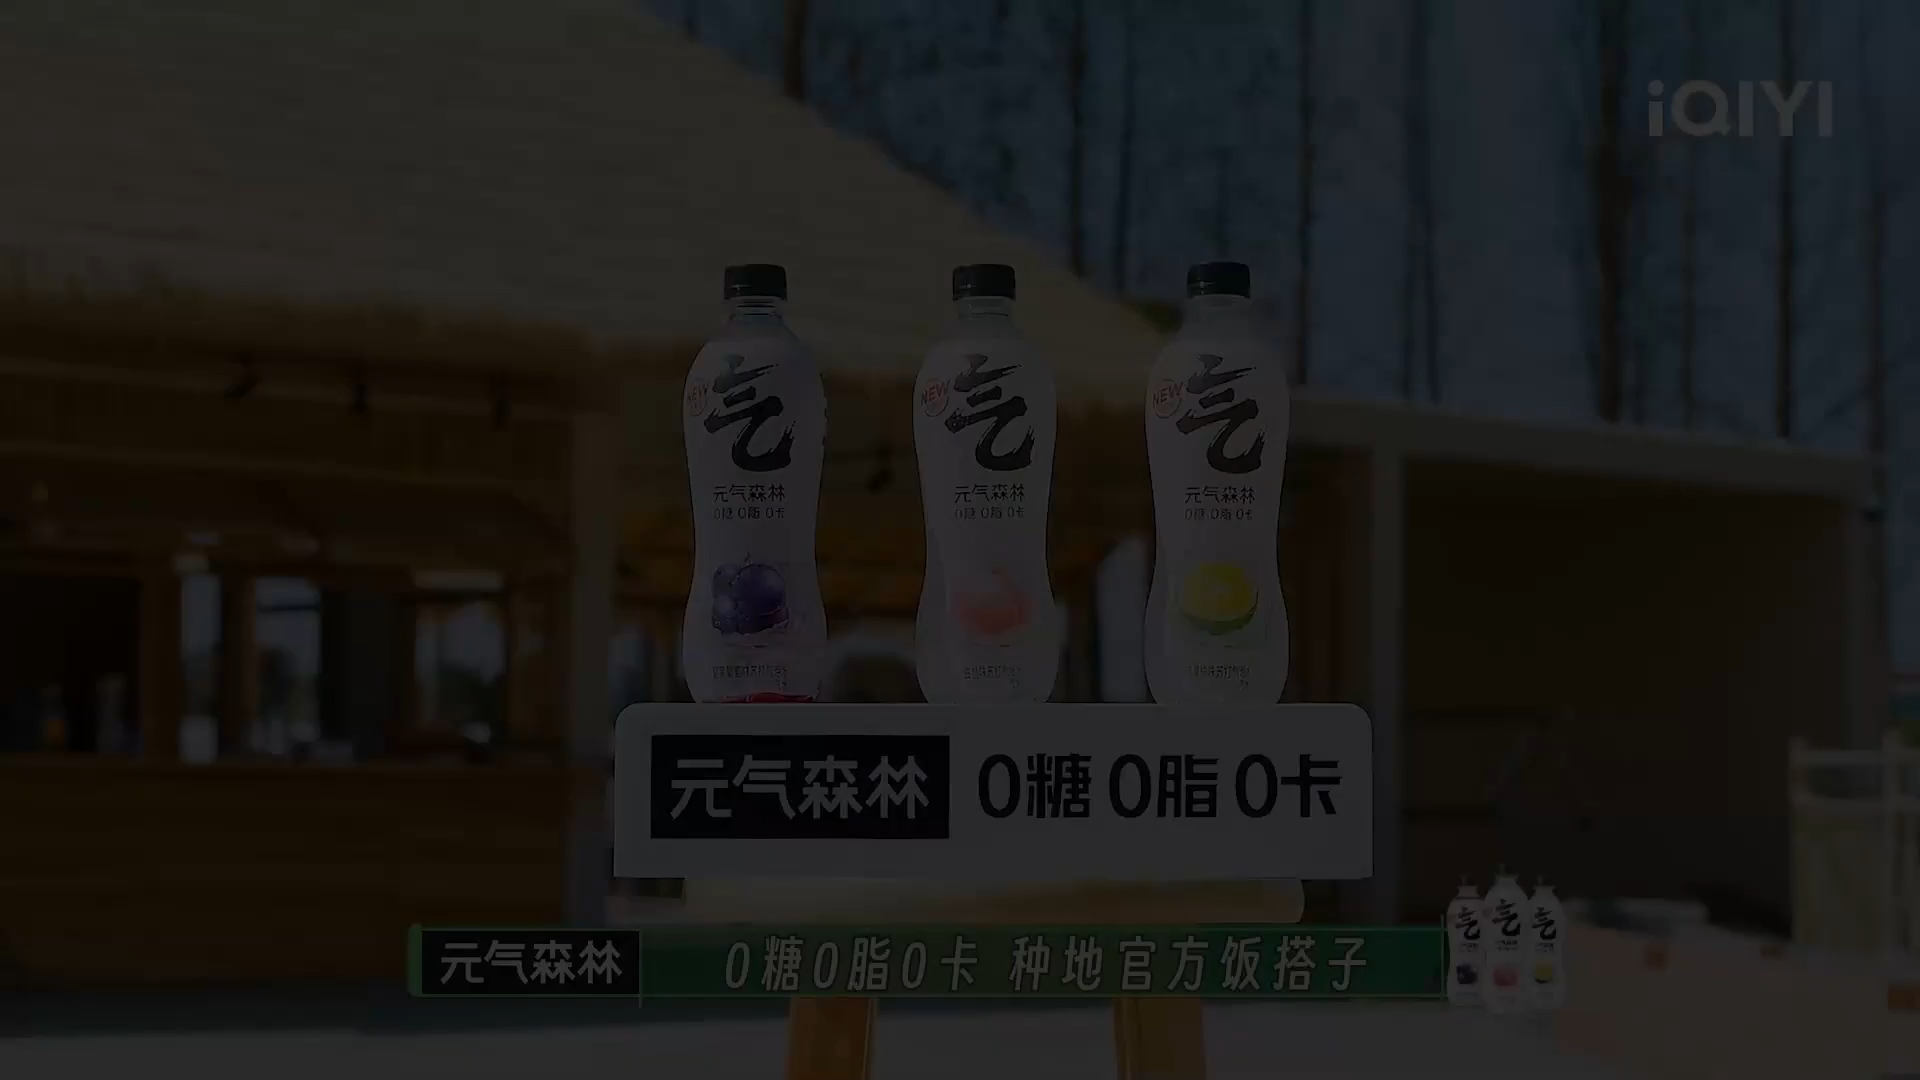 iQIYI
NEW
气
元气森林
0糖 0脂 0卡
NEW
气
元气森林
0糖 0脂 0卡
NEW
气
元气森林
0糖 0脂 0卡
元气森林 0糖 0脂 0卡
元气森林 0糖0脂0卡 种地官方饭搭子
气 气 气